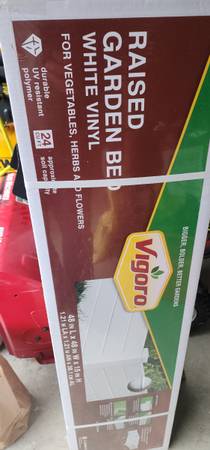 RAISED
GARDEN BED
WHITE VINYL
FOR VEGETABLES, HERBS AND FLOWERS
durable
UV resistant
polymer
24
approximate
soil capacity
BIGGER, BOLDER, BETTER GARDENS
Vigoro
48 IN L x 48 IN W x 15 IN H